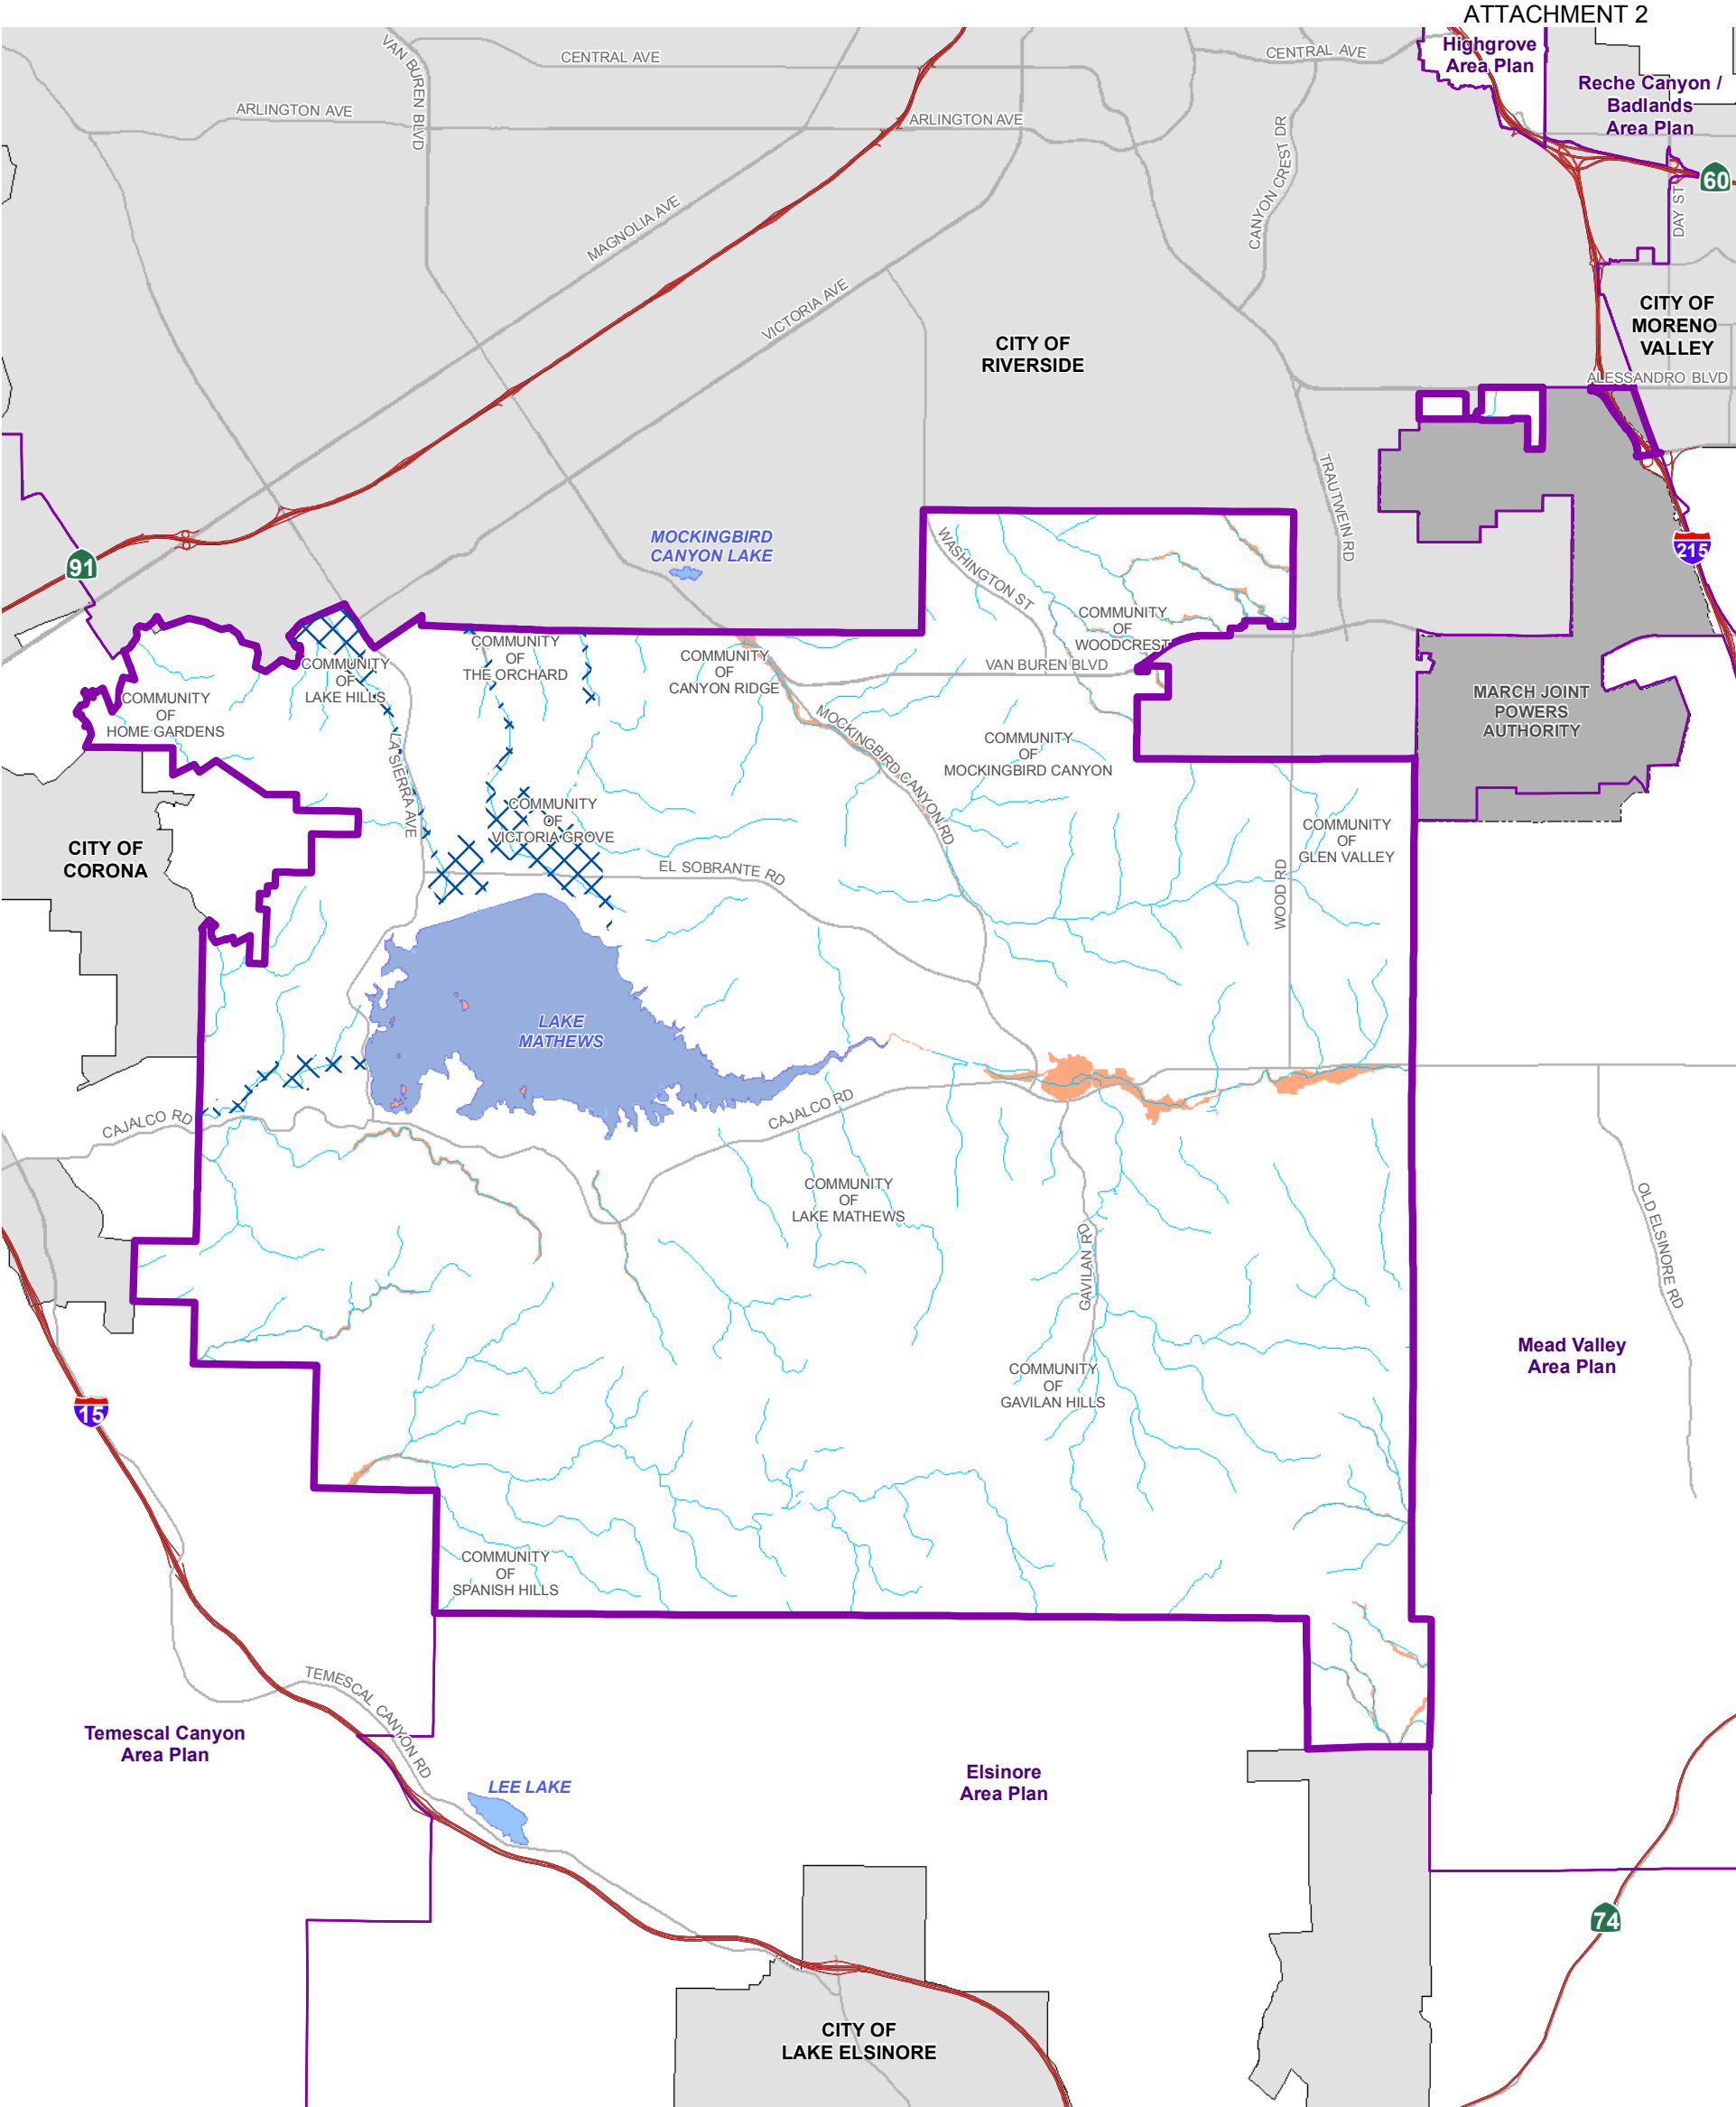 ATTACHMENT 2
Highgrove
Area Plan
Reche Canyon /
Badlands
Area Plan
VAN BUREN BLVD
CENTRAL AVE
CENTRAL AVE
ARLINGTON AVE
ARLINGTON AVE
CANYON CREST DR
60
DAY ST
MAGNOLIA AVE
VICTORIA AVE
CITY OF
RIVERSIDE
CITY OF
MORENO
VALLEY
ALESSANDRO BLVD
TRAUTWEIN RD
MOCKINGBIRD
CANYON LAKE
91
215
WASHINGTON ST
COMMUNITY
OF
WOODCREST
COMMUNITY
OF
THE ORCHARD
COMMUNITY
OF
CANYON RIDGE
COMMUNITY
OF
LAKE HILLS
VAN BUREN BLVD
COMMUNITY
OF
HOME GARDENS
MARCH JOINT
POWERS
AUTHORITY
LA SIERRA AVE
MOCKINGBIRD CANYON RD
COMMUNITY
OF
MOCKINGBIRD CANYON
COMMUNITY
OF
VICTORIA GROVE
COMMUNITY
OF
GLEN VALLEY
CITY OF
CORONA
EL SOBRANTE RD
WOOD RD
LAKE
MATHEWS
CAJALCO RD
CAJALCO RD
COMMUNITY
OF
LAKE MATHEWS
GAVILAN RD
OLD ELSINORE RD
Mead Valley
Area Plan
COMMUNITY
OF
GAVILAN HILLS
15
COMMUNITY
OF
SPANISH HILLS
TEMESCAL CANYON RD
Temescal Canyon
Area Plan
LEE LAKE
Elsinore
Area Plan
74
CITY OF
LAKE ELSINORE